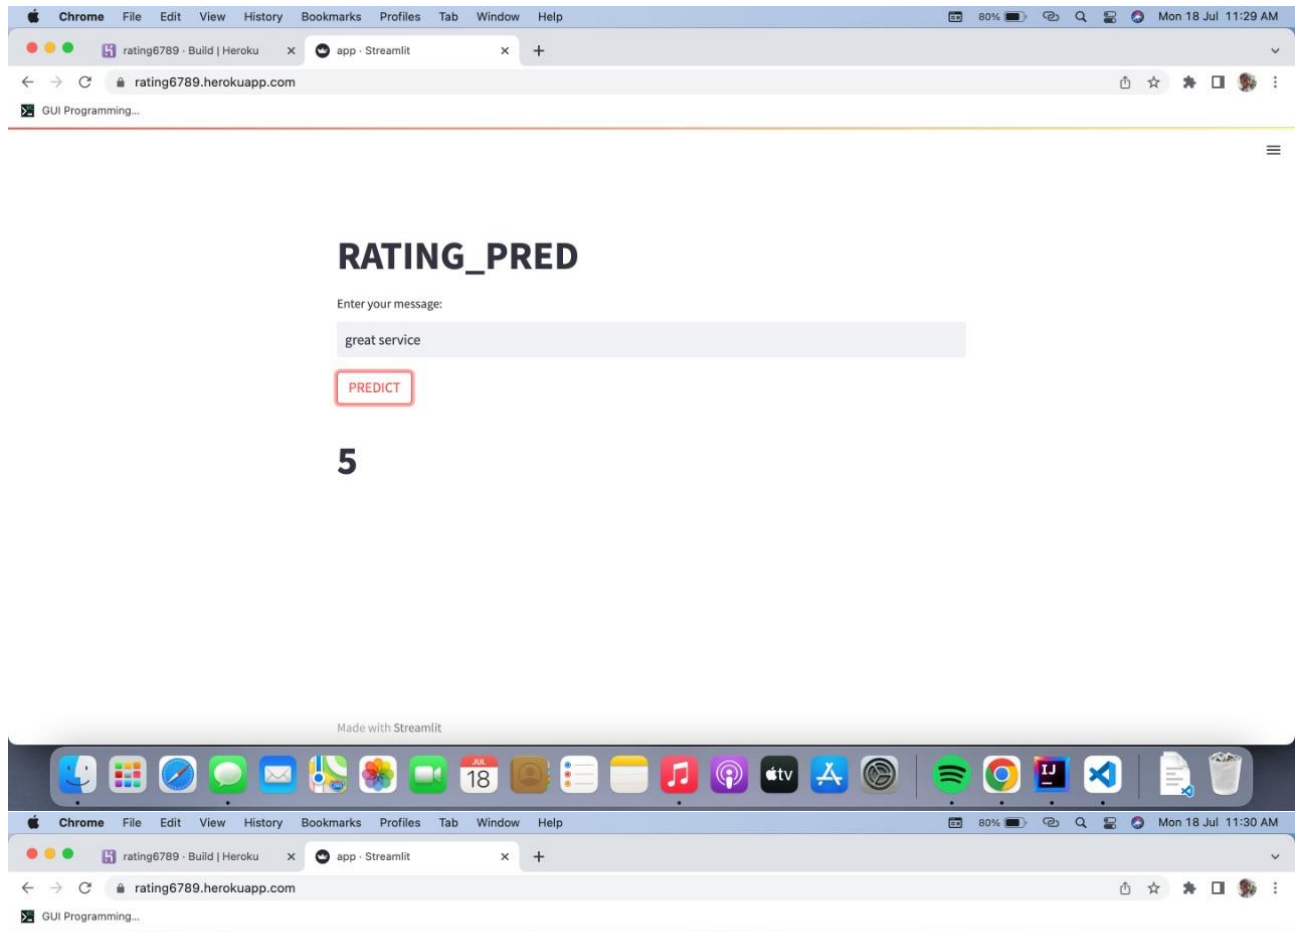 Chrome File Edit View History Bookmarks Profiles Tab Window Help 80% Mon 18 Jul 11:29 AM
rating6789 · Build | Heroku app · Streamlit
rating6789.herokuapp.com
GUI Programming...
RATING_PRED
Enter your message:
great service
PREDICT
5
Made with Streamlit
JUL
18
tv
IJ
Chrome File Edit View History Bookmarks Profiles Tab Window Help 80% Mon 18 Jul 11:30 AM
rating6789 · Build | Heroku app · Streamlit
rating6789.herokuapp.com
GUI Programming...